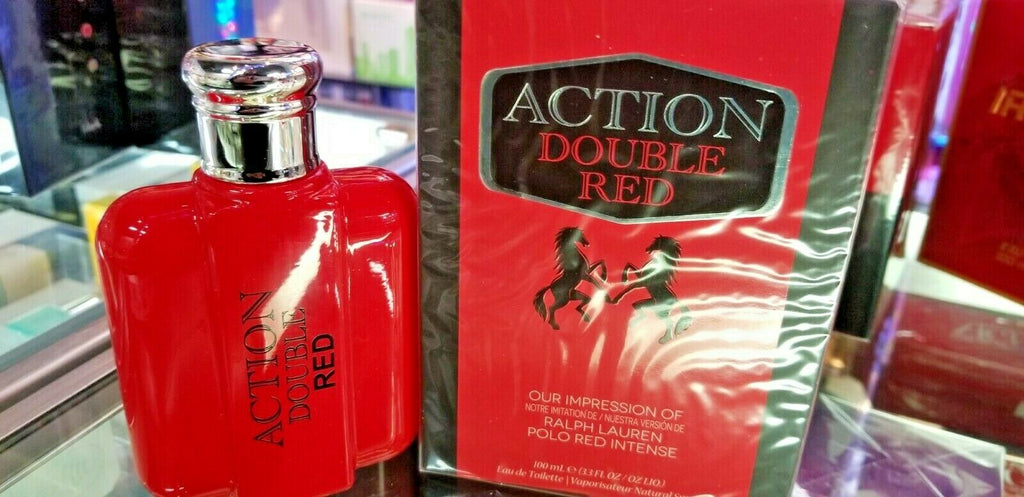 ACTION
DOUBLE
RED
ACTION
DOUBLE
RED
OUR IMPRESSION OF
NOTRE IMITATION DE / NUESTRA VERSIÓN DE
RALPH LAUREN
POLO RED INTENSE
100 mL ℮ (3.3 FL OZ / OZ LIQ.)
Eau de Toilette | Vaporisateur Natural